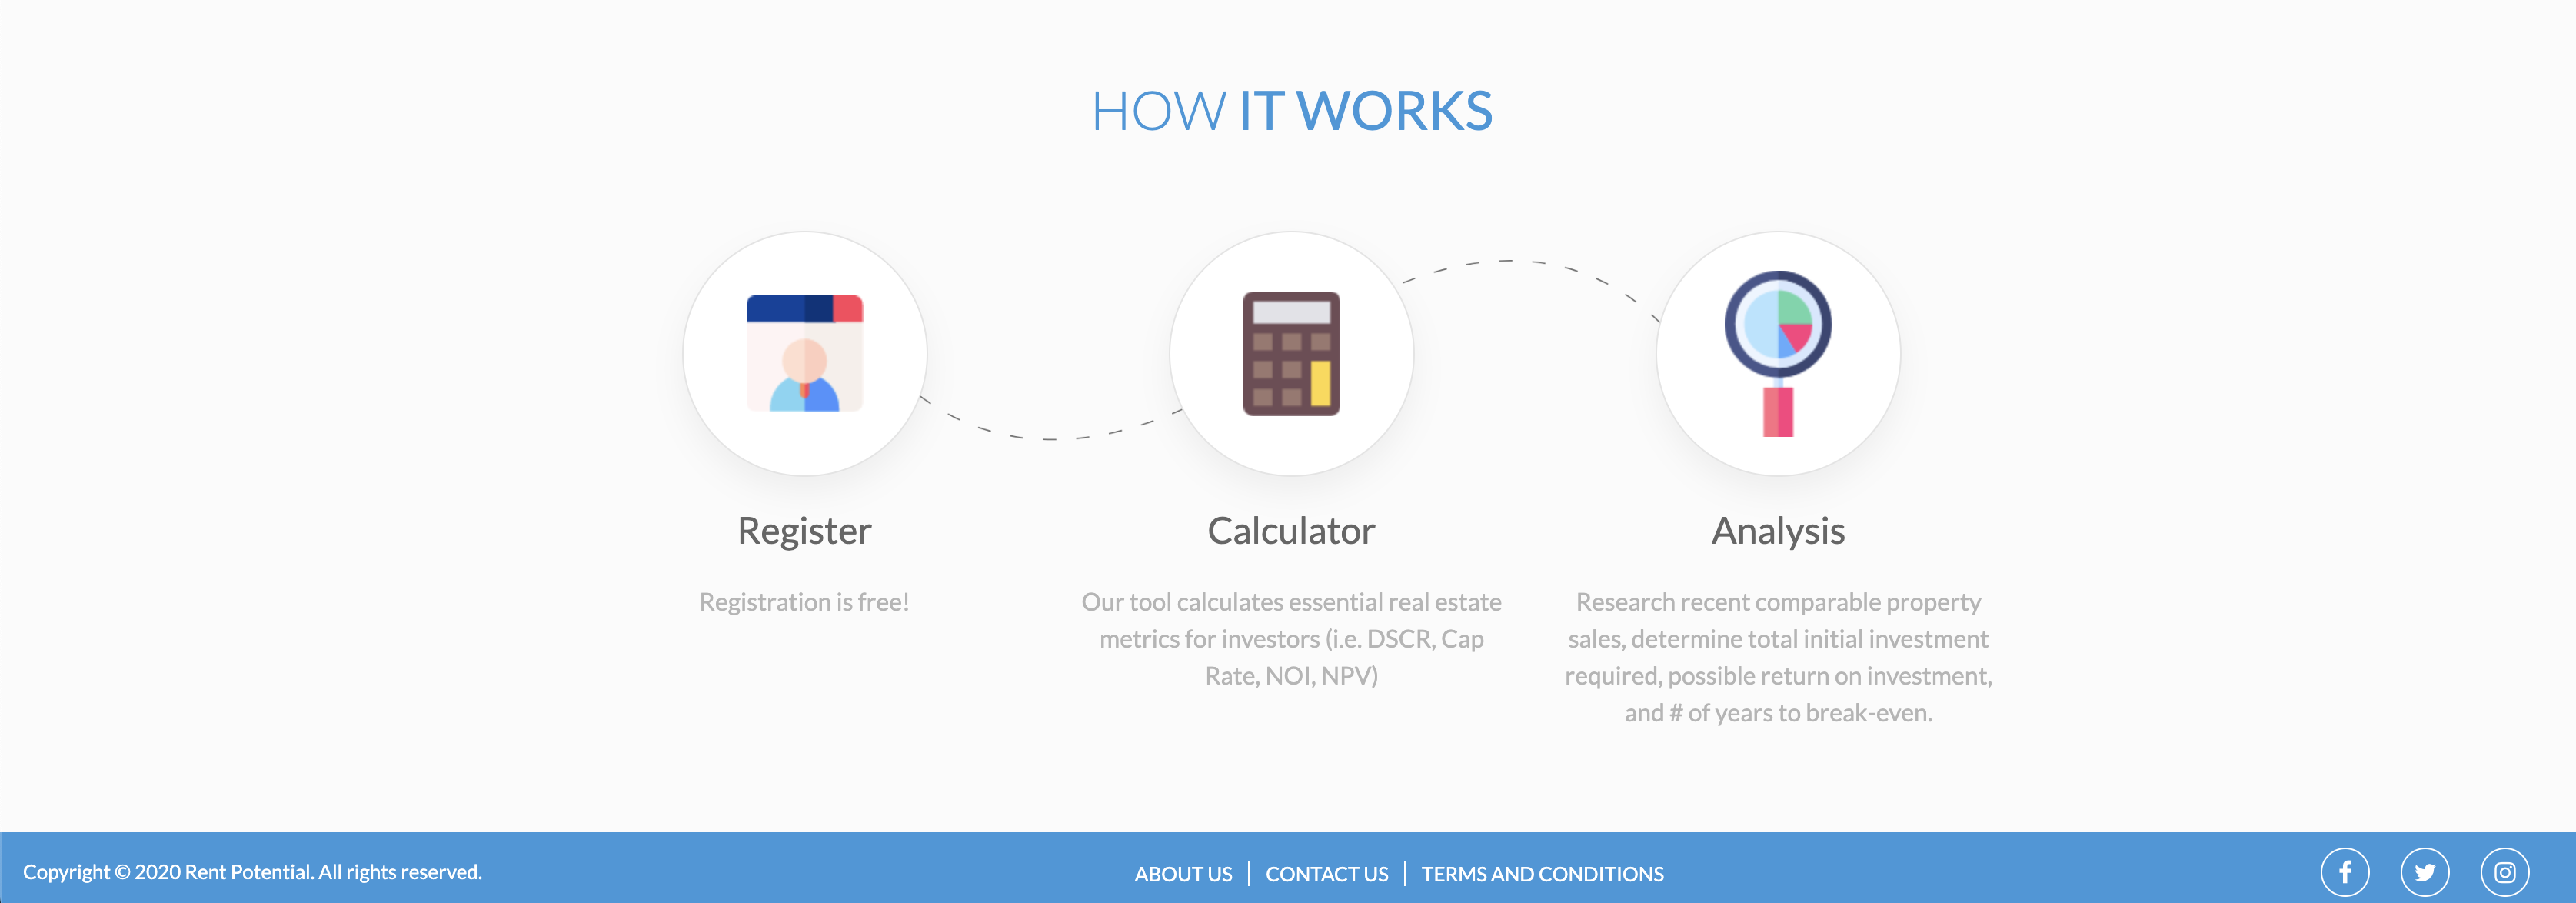 HOW IT WORKS
Register
Registration is free!
Calculator
Our tool calculates essential real estate
metrics for investors (i.e. DSCR, Cap
Rate, NOI, NPV)
Analysis
Research recent comparable property
sales, determine total initial investment
required, possible return on investment,
and # of years to break-even.
Copyright © 2020 Rent Potential. All rights reserved.
ABOUT US | CONTACT US | TERMS AND CONDITIONS